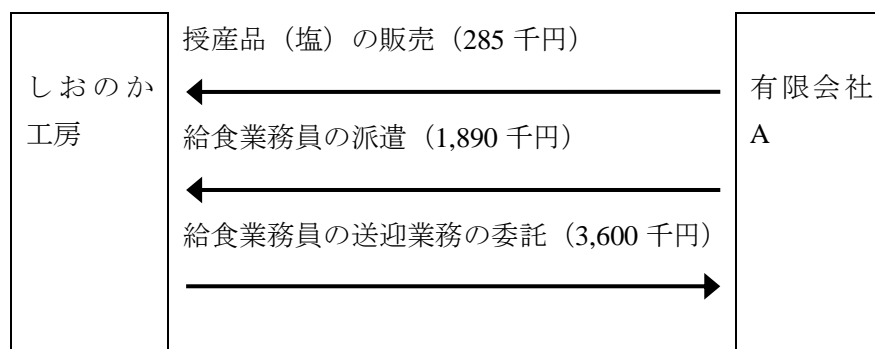 授産品（塩）の販売（285 千円）
しおのか
工房
有限会社
A
給食業務員の派遣（1,890 千円）
給食業務員の送迎業務の委託（3,600 千円）